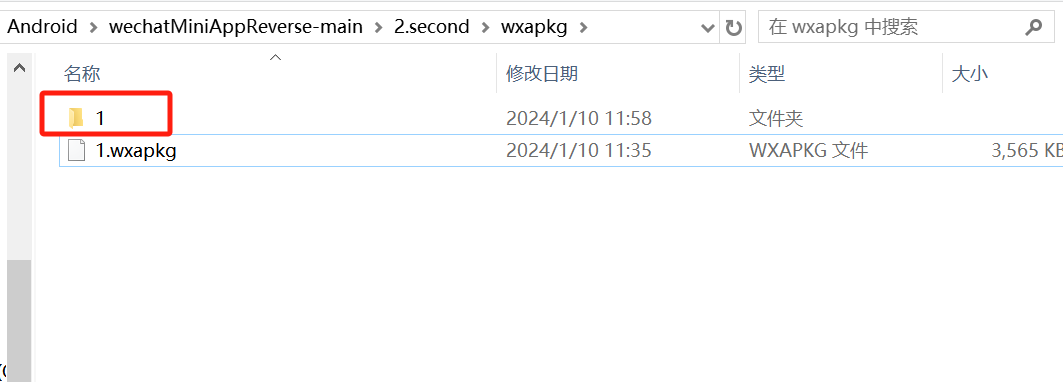 Android wechatMiniAppReverse-main 2.second wxapkg 在 wxapkg 中搜索
名称 修改日期 类型 大小
1 2024/1/10 11:58 文件夹
1.wxapkg 2024/1/10 11:35 WXAPKG 文件 3,565 KB